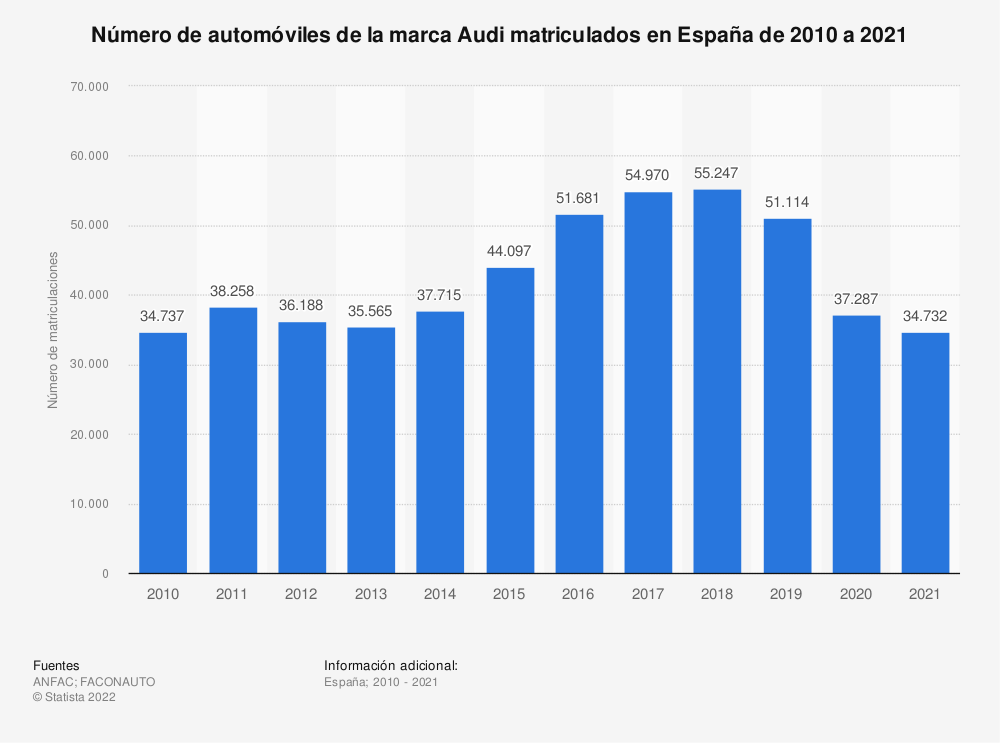 Número de automóviles de la marca Audi matriculados en España de 2010 a 2021
Número de matriculaciones
70.000
60.000
50.000
40.000
30.000
20.000
10.000
0
34.737
38.258
36.188
35.565
37.715
44.097
51.681
54.970
55.247
51.114
37.287
34.732
2010 2011 2012 2013 2014 2015 2016 2017 2018 2019 2020 2021
Fuentes
ANFAC; FACONAUTO
© Statista 2022
Información adicional:
España; 2010 - 2021